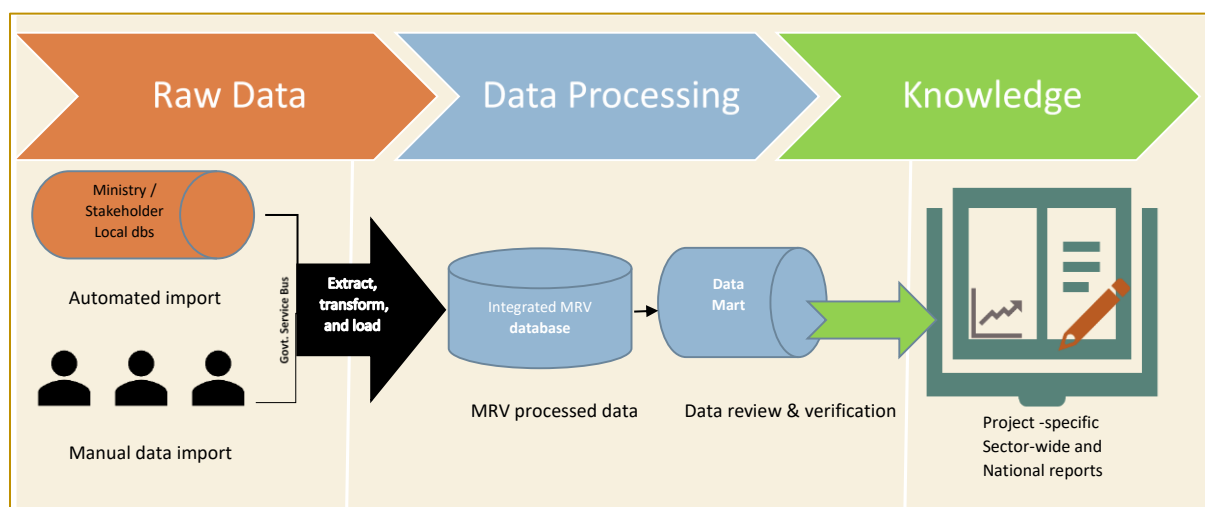 Raw Data
Data Processing
Knowledge
Ministry /
Stakeholder
Local dbs
Automated import
Manual data import
Govt. Service Bus
Extract,
transform,
and load
Integrated MRV
database
MRV processed data
Data
Mart
Data review & verification
Project -specific
Sector-wide and
National reports